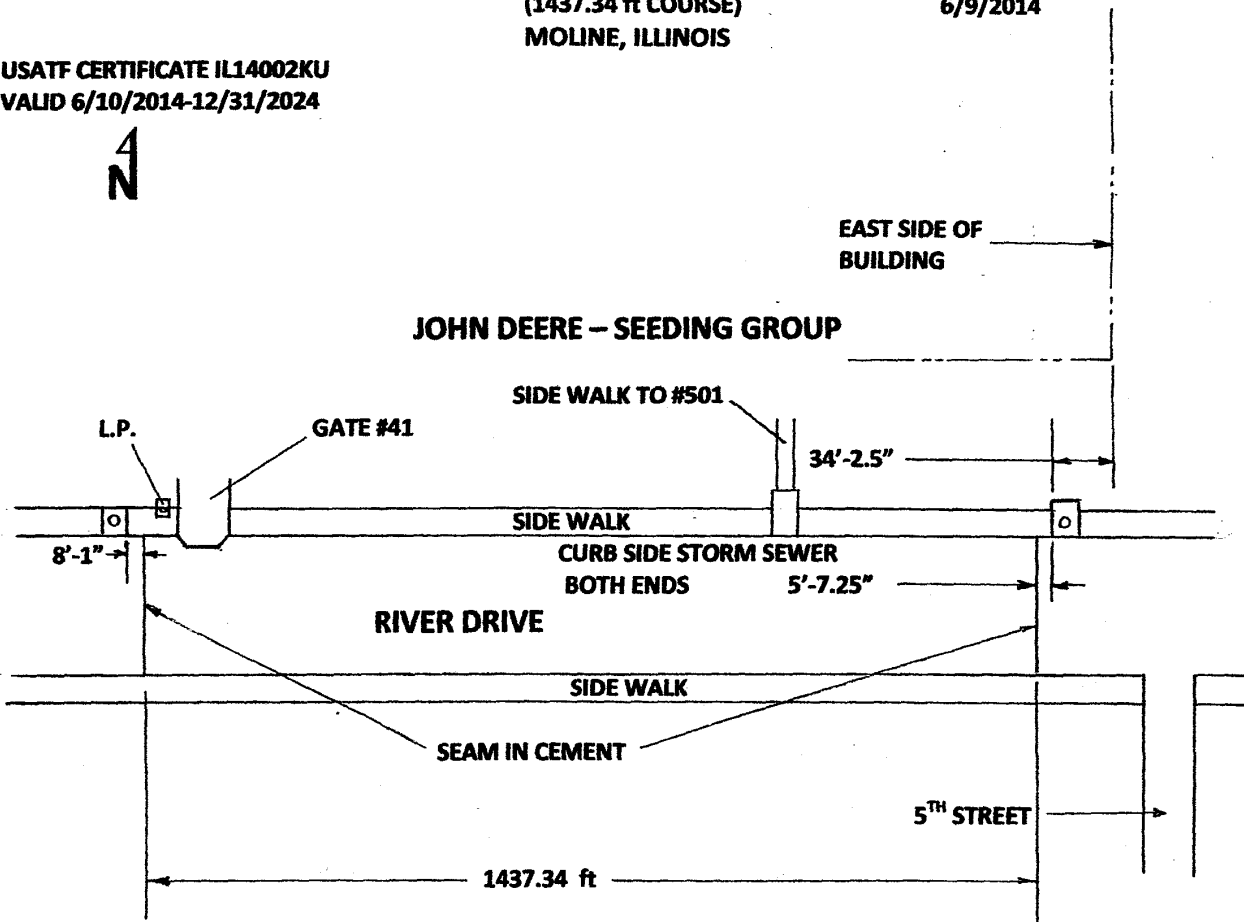 (1437.34 ft COURSE)
6/9/2014
MOLINE, ILLINOIS
USATF CERTIFICATE IL14002KU
VALID 6/10/2014-12/31/2024
N
EAST SIDE OF
BUILDING
JOHN DEERE – SEEDING GROUP
SIDE WALK TO #501
L.P.
GATE #41
34'-2.5"
SIDE WALK
8'-1"
CURB SIDE STORM SEWER
BOTH ENDS
5'-7.25"
RIVER DRIVE
SIDE WALK
SEAM IN CEMENT
5TH STREET
1437.34 ft